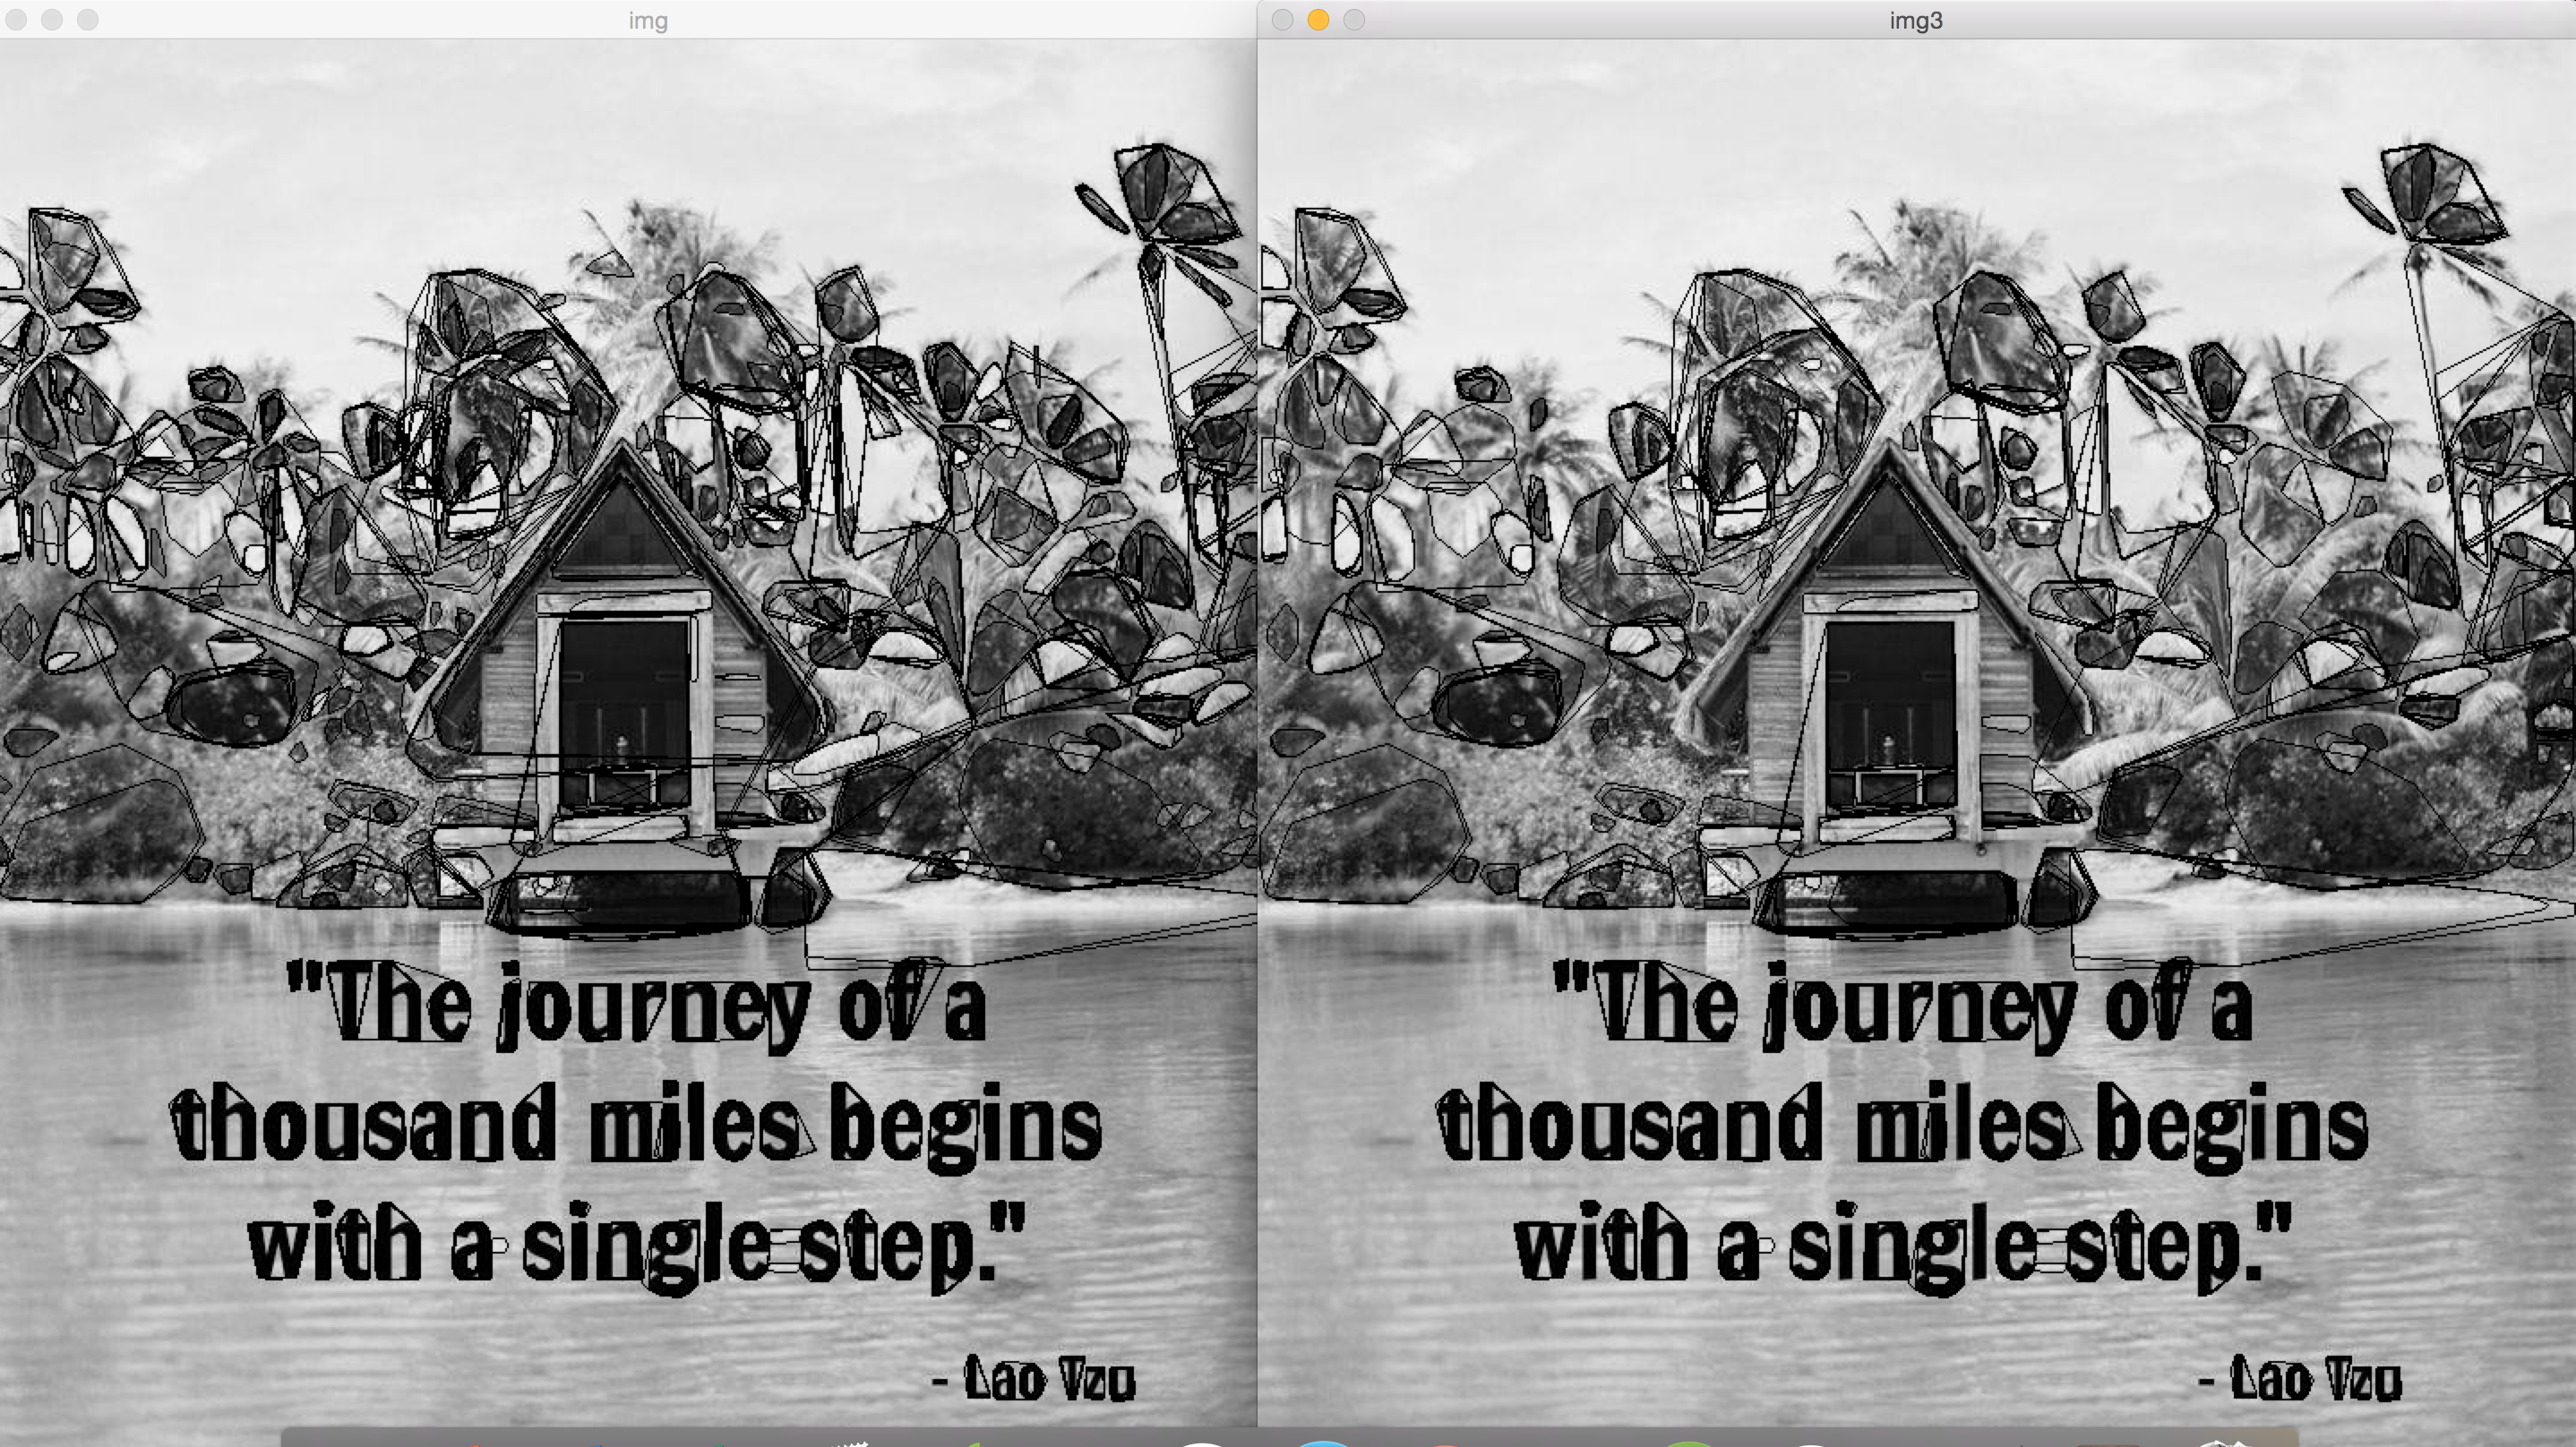 img
"The journey of a
thousand miles begins
with a single step."
- Lao Tzu
img3
"The journey of a
thousand miles begins
with a single step."
- Lao Tzu